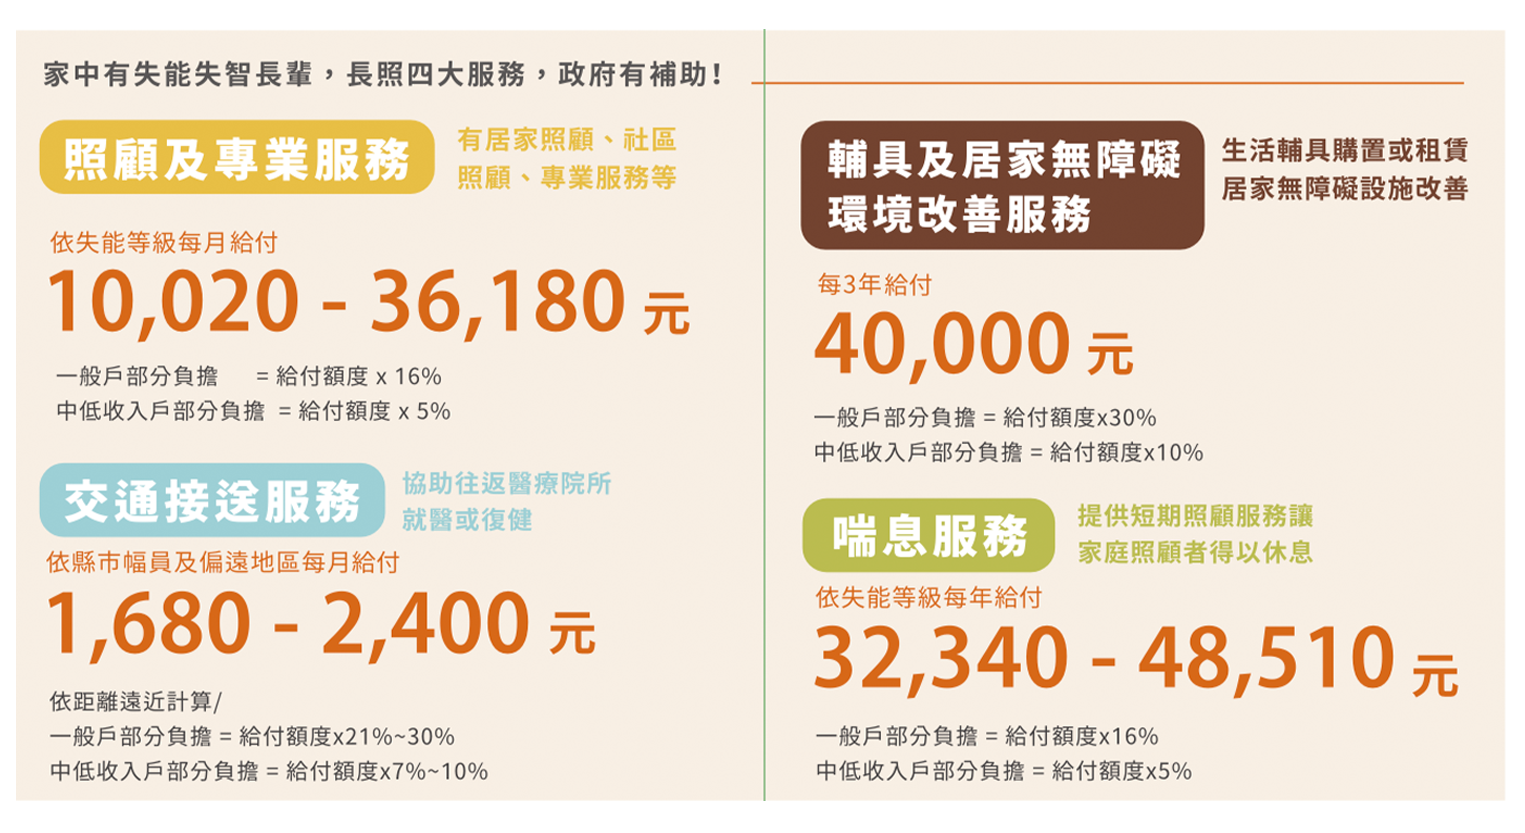 家中有失能失智長輩，長照四大服務，政府有補助！
照顧及專業服務
有居家照顧、社區
照顧、專業服務等
依失能等級每月給付
10,020 - 36,180 元
一般戶部分負擔 = 給付額度 x 16%
中低收入戶部分負擔 = 給付額度 x 5%
交通接送服務
協助往返醫療院所
就醫或復健
依縣市幅員及偏遠地區每月給付
1,680 - 2,400 元
依距離遠近計算/
一般戶部分負擔 = 給付額度x21%~30%
中低收入戶部分負擔 = 給付額度x7%~10%
輔具及居家無障礙
環境改善服務
生活輔具購置或租賃
居家無障礙設施改善
每3年給付
40,000 元
一般戶部分負擔 = 給付額度x30%
中低收入戶部分負擔 = 給付額度x10%
喘息服務
提供短期照顧服務讓
家庭照顧者得以休息
依失能等級每年給付
32,340 - 48,510 元
一般戶部分負擔 = 給付額度x16%
中低收入戶部分負擔 = 給付額度x5%